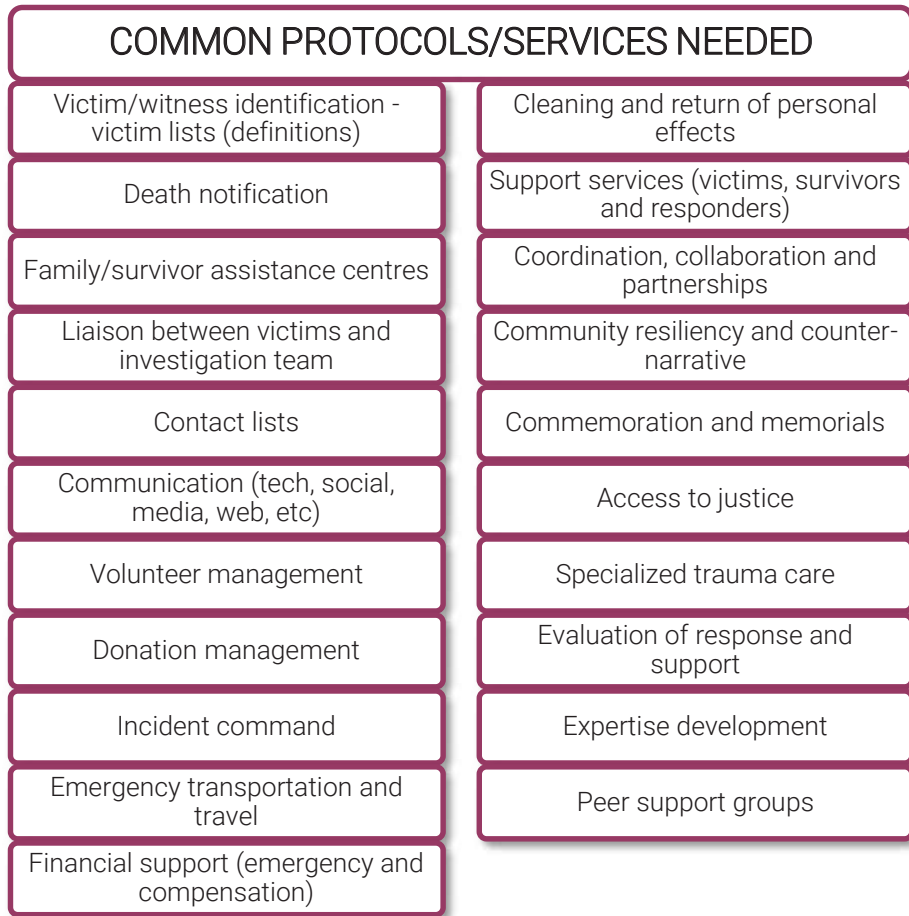 COMMON PROTOCOLS/SERVICES NEEDED
Victim/witness identification -
victim lists (definitions)
Death notification
Family/survivor assistance centres
Liaison between victims and
investigation team
Contact lists
Communication (tech, social,
media, web, etc)
Volunteer management
Donation management
Incident command
Emergency transportation and
travel
Financial support (emergency and
compensation)
Cleaning and return of personal
effects
Support services (victims, survivors
and responders)
Coordination, collaboration and
partnerships
Community resiliency and counter-
narrative
Commemoration and memorials
Access to justice
Specialized trauma care
Evaluation of response and
support
Expertise development
Peer support groups